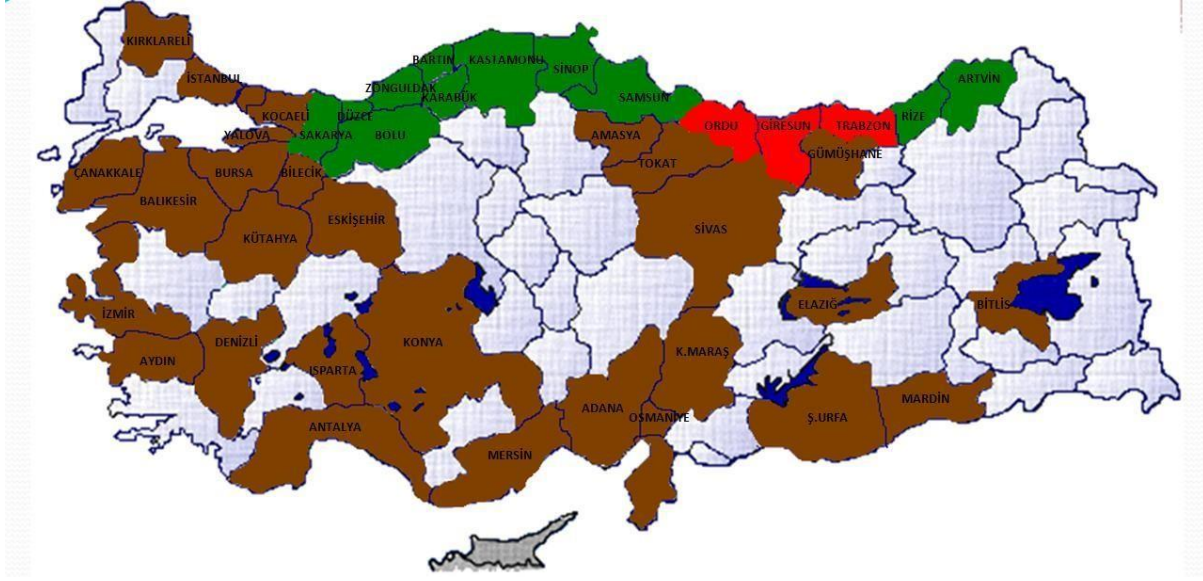 KIRKLARELİ
İSTANBUL
KOCAELİ
YALOVA
SAKARYA
DÜZCE
BOLU
ZONGULDAK
BARTIN
KARABÜK
KASTAMONU
SİNOP
SAMSUN
ORDU
GİRESUN
TRABZON
RİZE
ARTVİN
AMASYA
TOKAT
GÜMÜŞHANE
ÇANAKKALE
BURSA
BİLECİK
BALIKESİR
ESKİŞEHİR
KÜTAHYA
SİVAS
İZMİR
ELAZIĞ
BİTLİS
AYDIN
DENİZLİ
KONYA
ISPARTA
K.MARAŞ
ANTALYA
ADANA
OSMANİYE
Ş.URFA
MARDİN
MERSİN